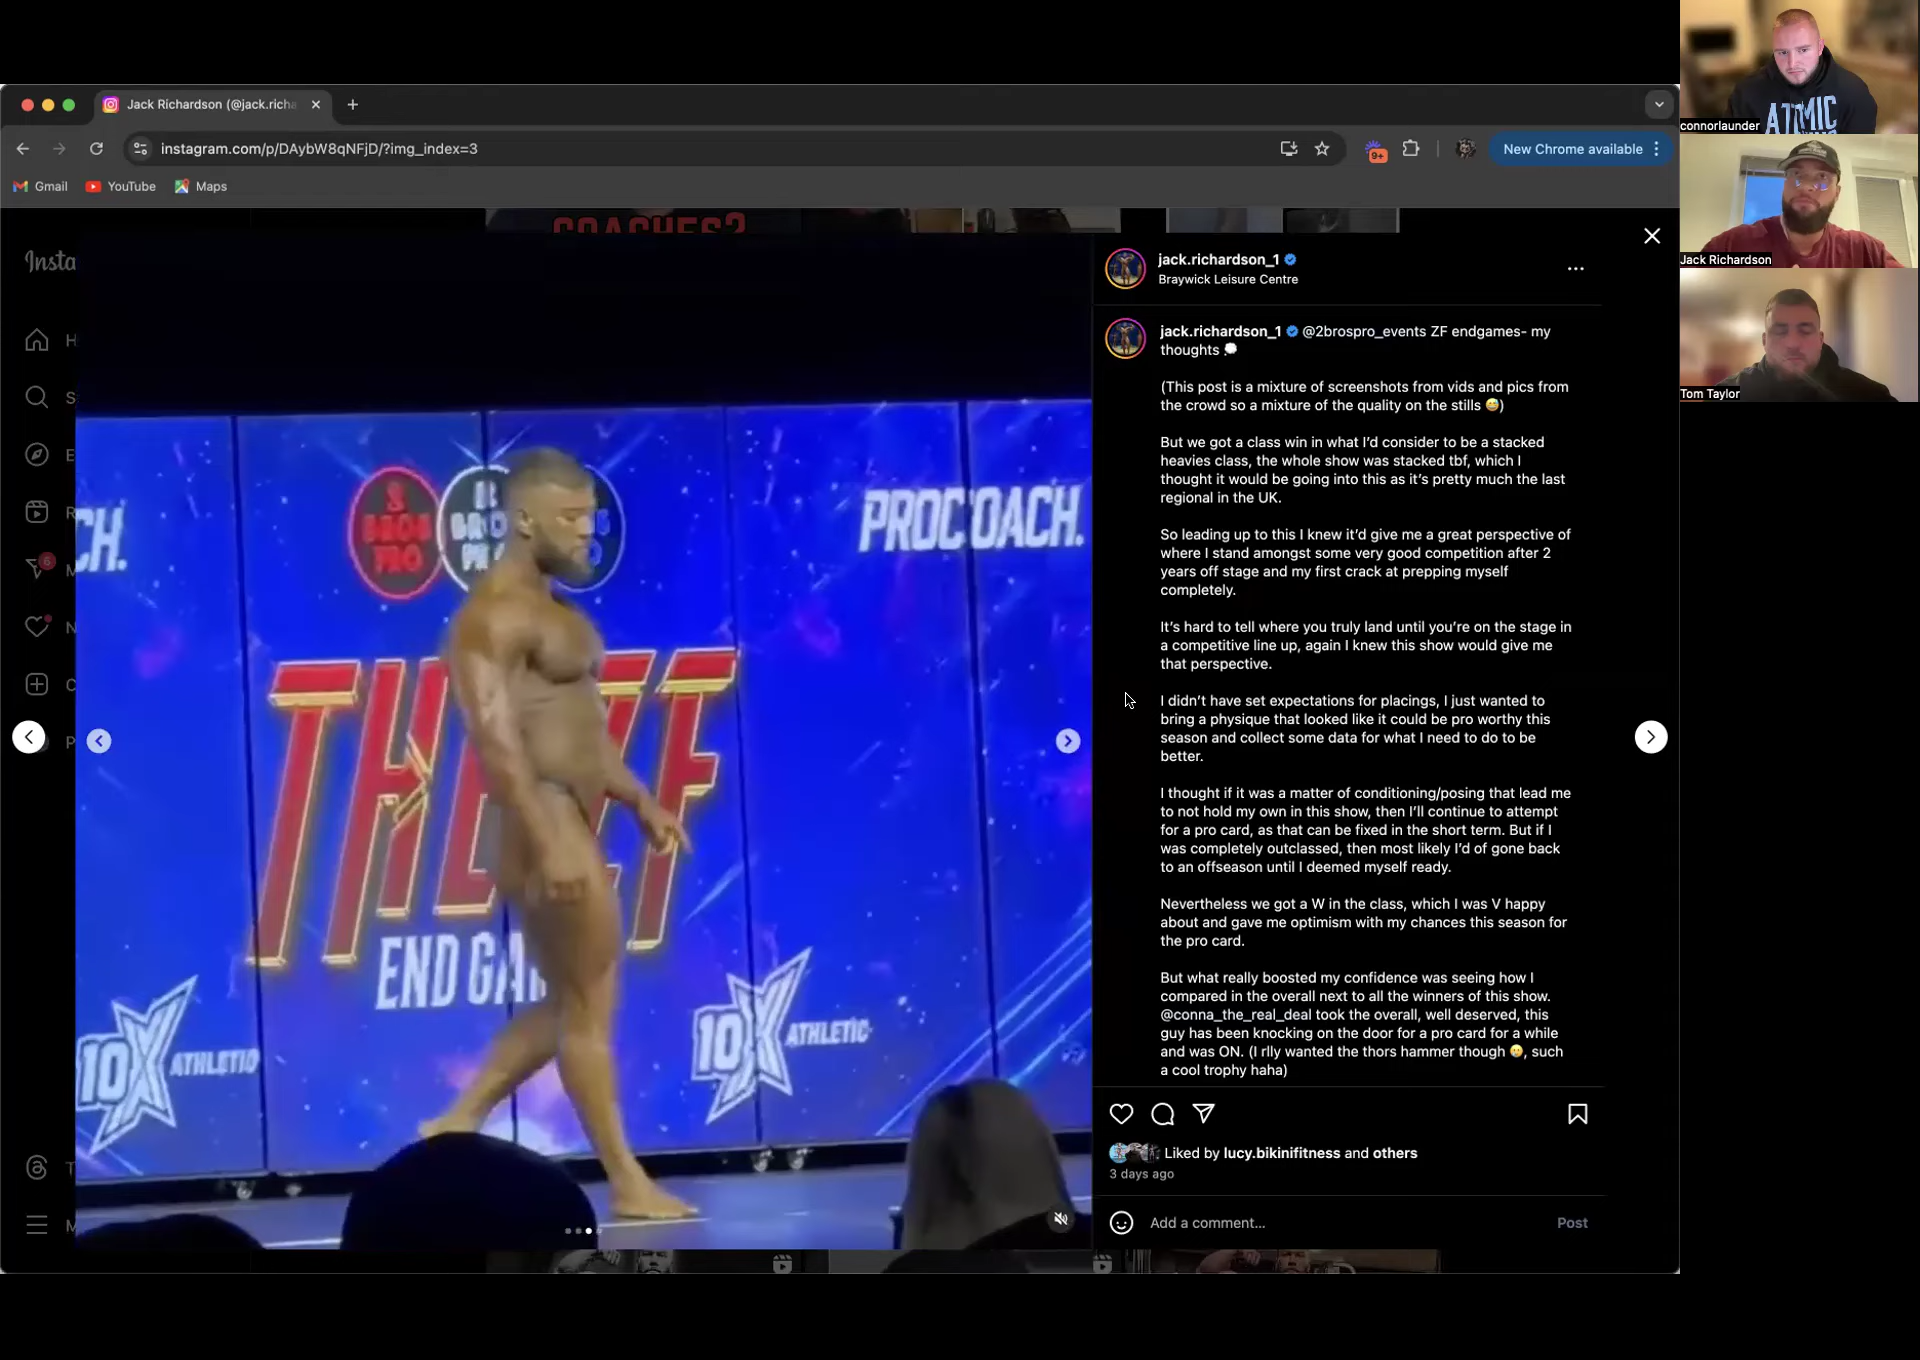 Jack Richardson (@jack.richa
instagram.com/p/DAybW8qNFjD/?img_index=3
9+
New Chrome available
Gmail
YouTube
Maps
COACHES?
Insta
H
S
E
R
6
M
N
C
P
T
M
CH.
PROCOACH.
3
BROS
PRO
END GA
10X ATHLETIC
10X ATHLETIC
jack.richardson_1
Braywick Leisure Centre
jack.richardson_1 @2brospro_events ZF endgames- my
thoughts 💭
(This post is a mixture of screenshots from vids and pics from
the crowd so a mixture of the quality on the stills 😅)
But we got a class win in what I'd consider to be a stacked
heavies class, the whole show was stacked tbf, which I
thought it would be going into this as it's pretty much the last
regional in the UK.
So leading up to this I knew it'd give me a great perspective of
where I stand amongst some very good competition after 2
years off stage and my first crack at prepping myself
completely.
It's hard to tell where you truly land until you're on the stage in
a competitive line up, again I knew this show would give me
that perspective.
I didn't have set expectations for placings, I just wanted to
bring a physique that looked like it could be pro worthy this
season and collect some data for what I need to do to be
better.
I thought if it was a matter of conditioning/posing that lead me
to not hold my own in this show, then I'll continue to attempt
for a pro card, as that can be fixed in the short term. But if I
was completely outclassed, then most likely I'd of gone back
to an offseason until I deemed myself ready.
Nevertheless we got a W in the class, which I was V happy
about and gave me optimism with my chances this season for
the pro card.
But what really boosted my confidence was seeing how I
compared in the overall next to all the winners of this show.
@conna_the_real_deal took the overall, well deserved, this
guy has been knocking on the door for a pro card for a while
and was ON. (I rlly wanted the thors hammer though 🥲, such
a cool trophy haha)
Liked by lucy.bikinifitness and others
3 days ago
Add a comment...
Post
ATOMIC
connorlaunder
Jack Richardson
Tom Taylor